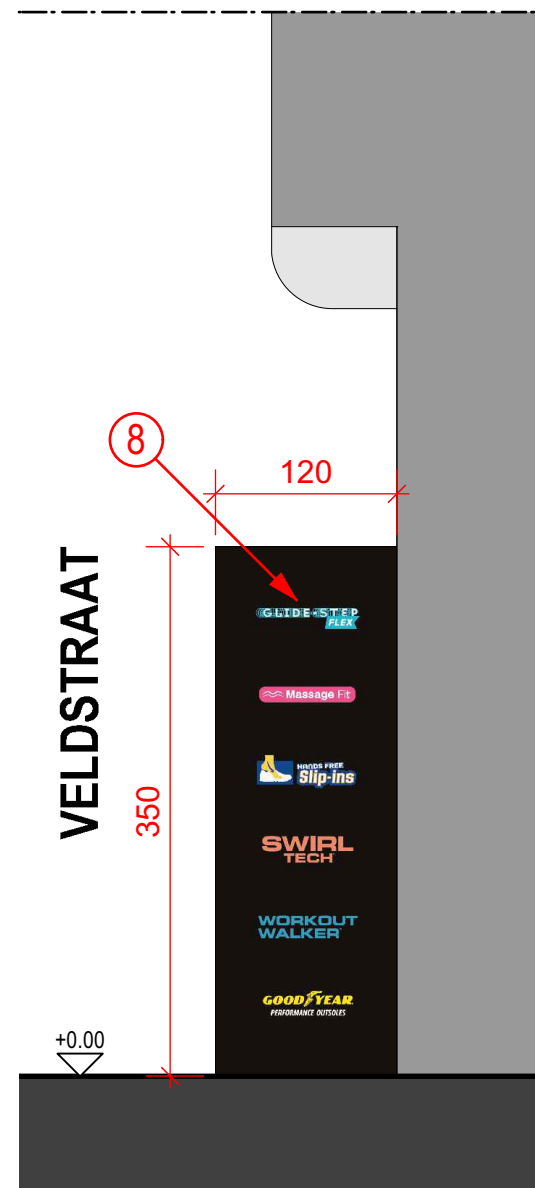 8
120
VELDSTRAAT
350
GLIDE-STEP
FLEX
Massage Fit
HANDS FREE
Slip-ins
SWIRL
TECH
WORKOUT
WALKER
GOODYEAR
PERFORMANCE OUTSOLES
+0.00